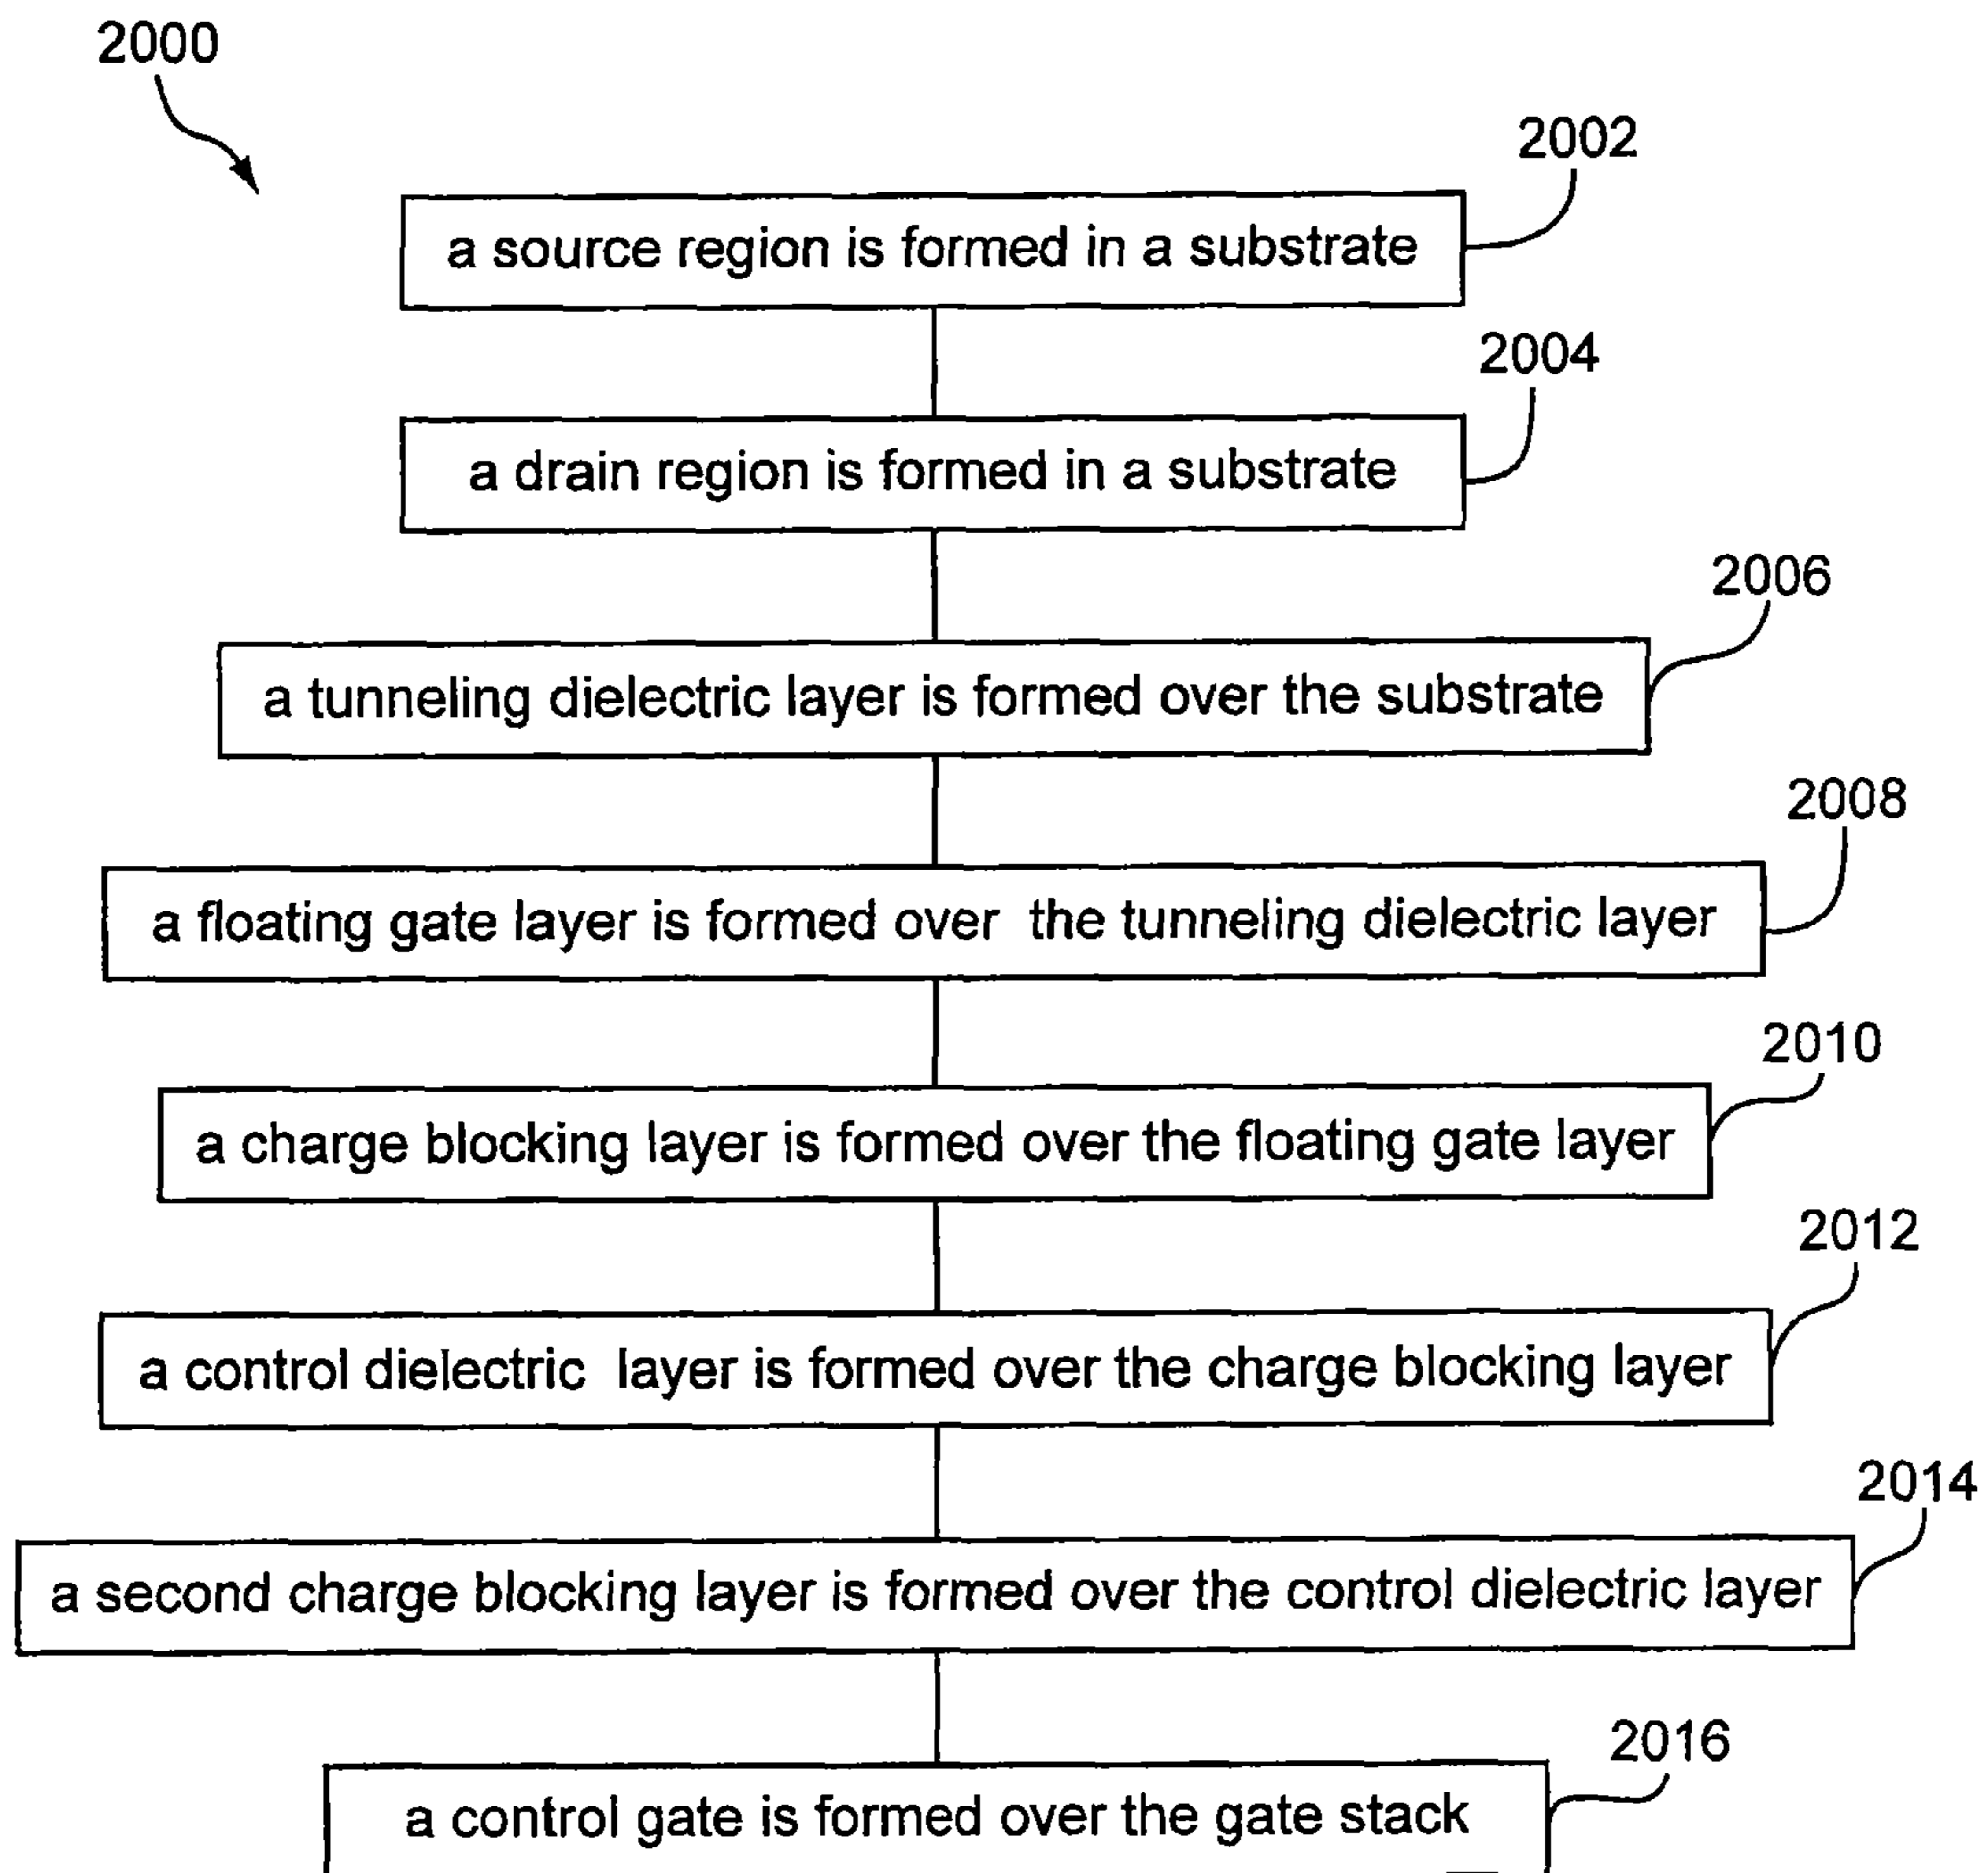 2000
2002
a source region is formed in a substrate
2004
a drain region is formed in a substrate
2006
a tunneling dielectric layer is formed over the substrate
2008
a floating gate layer is formed over the tunneling dielectric layer
2010
a charge blocking layer is formed over the floating gate layer
2012
a control dielectric layer is formed over the charge blocking layer
2014
a second charge blocking layer is formed over the control dielectric layer
2016
a control gate is formed over the gate stack